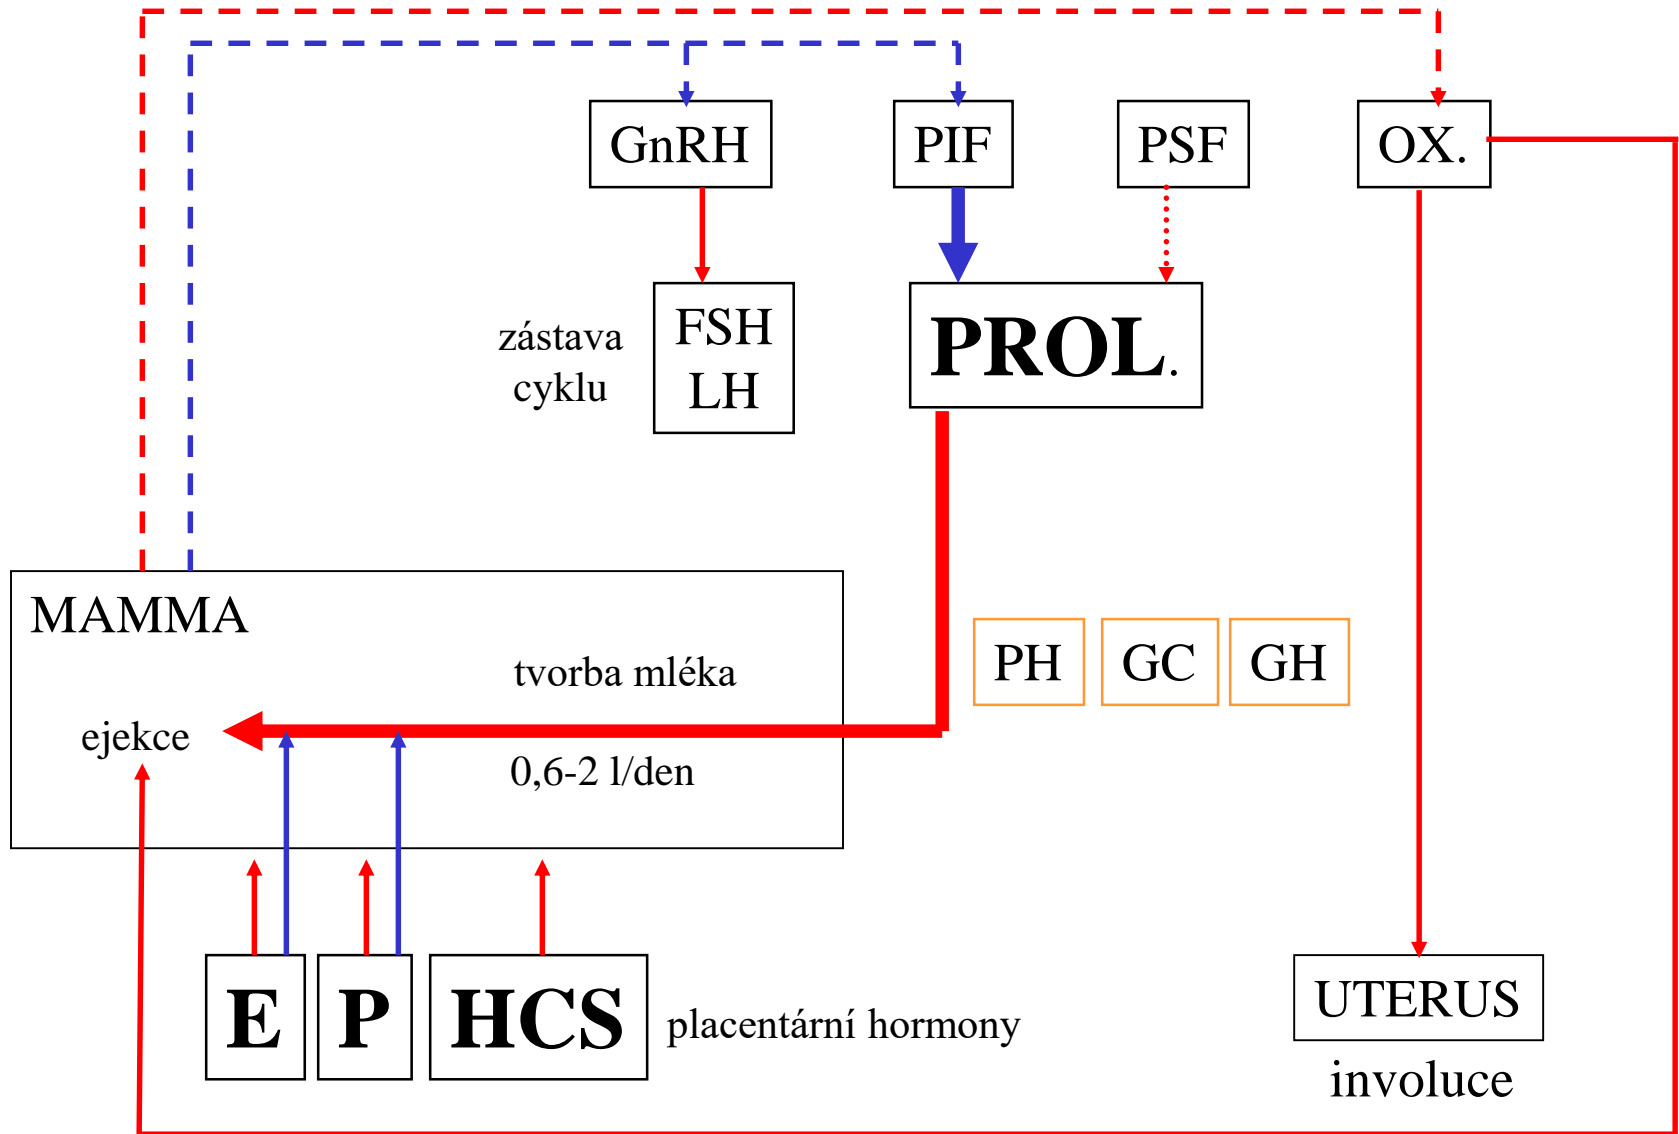 GnRH
PIF
PSF
OX.
zástava
cyklu
FSH
LH
PROL.
MAMMA
tvorba mléka
ejekce
0,6-2 l/den
PH
GC
GH
E
P
HCS
placentární hormony
UTERUS
involuce